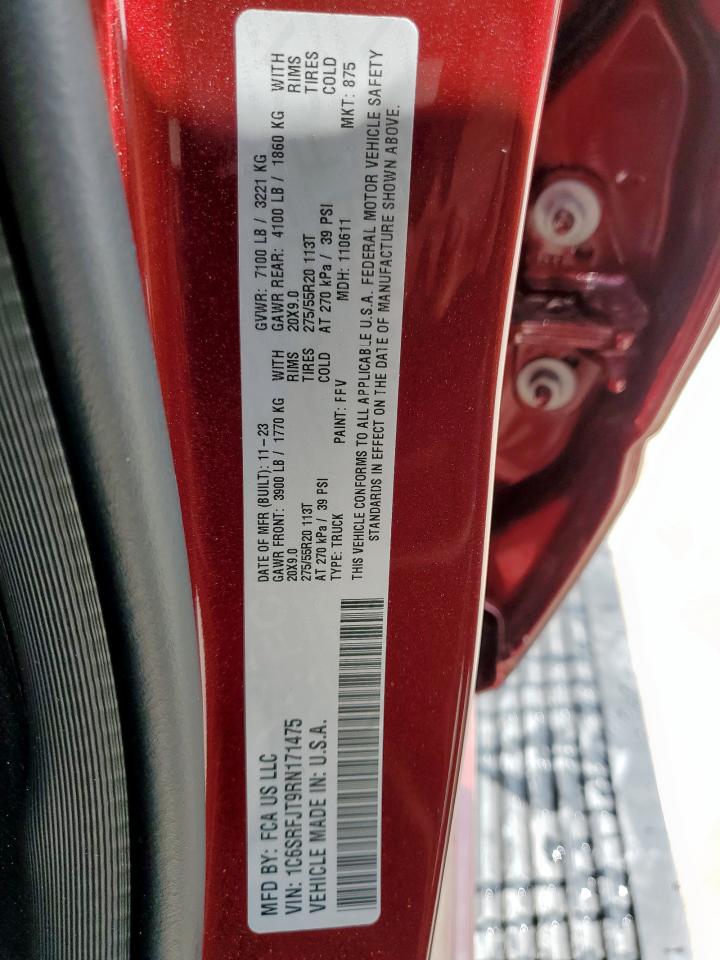 MFD BY: FCA US LLC
VIN: 1C6SRFJT9RN171475
VEHICLE MADE IN: U.S.A.
DATE OF MFR (BUILT): 11-23 GVWR: 7100 LB / 3221 KG
GAWR FRONT: 3900 LB / 1770 KG WITH GAWR REAR: 4100 LB / 1860 KG WITH
20X9.0 RIMS 20X9.0 RIMS
275/55R20 113T TIRES 275/55R20 113T TIRES
AT 270 kPa / 39 PSI COLD AT 270 kPa / 39 PSI COLD
TYPE: TRUCK PAINT: FFV MDH: 110611 MKT: 875
THIS VEHICLE CONFORMS TO ALL APPLICABLE U.S.A. FEDERAL MOTOR VEHICLE SAFETY
STANDARDS IN EFFECT ON THE DATE OF MANUFACTURE SHOWN ABOVE.